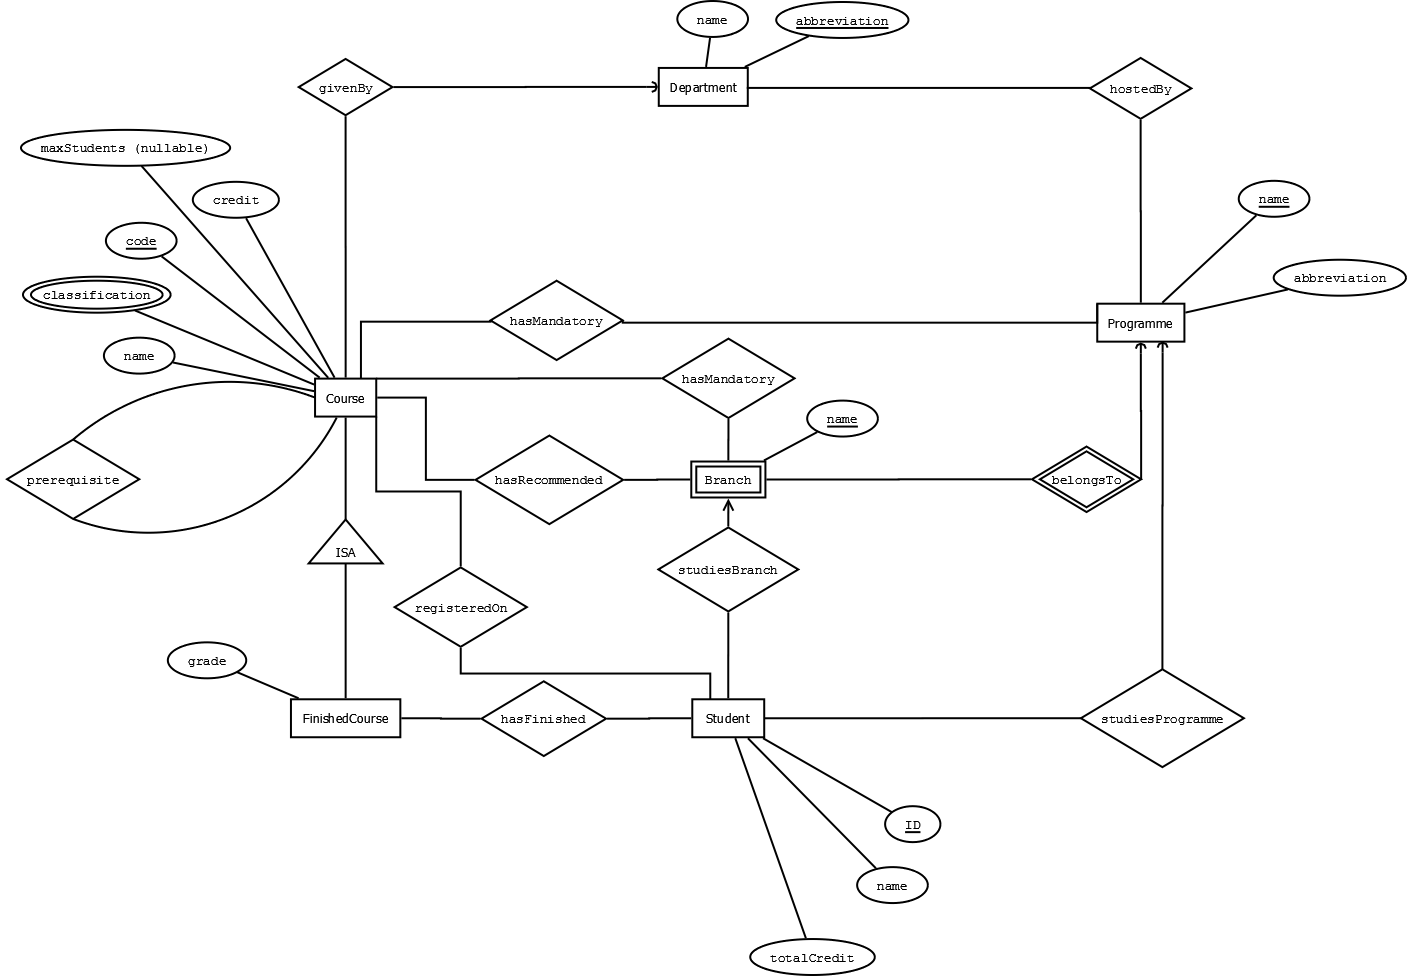 name
abbreviation
givenBy
Department
hostedBy
maxStudents (nullable)
credit
name
code
abbreviation
classification
hasMandatory
Programme
name
hasMandatory
Course
name
prerequisite
hasRecommended
Branch
belongsTo
ISA
studiesBranch
registeredOn
grade
FinishedCourse
hasFinished
Student
studiesProgramme
ID
name
totalCredit